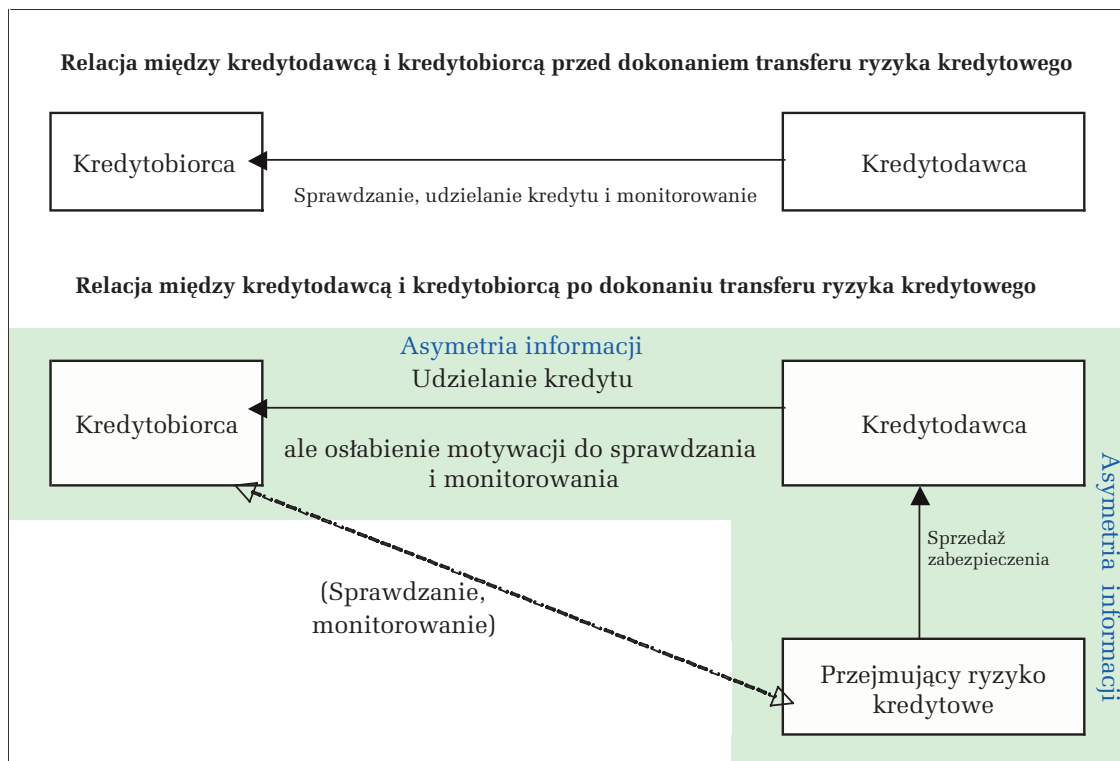 Relacja między kredytodawcą i kredytobiorcą przed dokonaniem transferu ryzyka kredytowego
Kredytobiorca
Kredytodawca
Sprawdzanie, udzielanie kredytu i monitorowanie
Relacja między kredytodawcą i kredytobiorcą po dokonaniu transferu ryzyka kredytowego
Asymetria informacji
Udzielanie kredytu
Kredytobiorca
Kredytodawca
ale osłabienie motywacji do sprawdzania
i monitorowania
Asymetria informacji
Sprzedaž
zabezpieczenia
(Sprawdzanie,
monitorowanie)
Przejmujący ryzyko
kredytowe